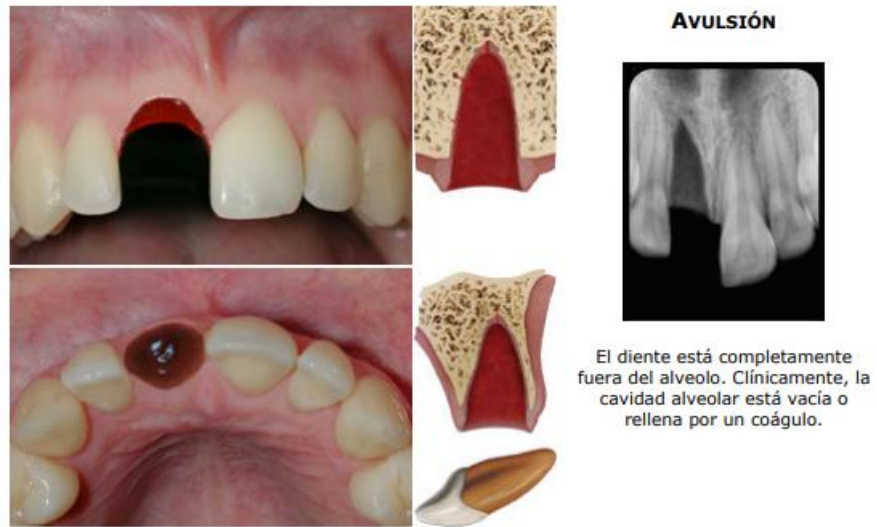 AVULSIÓN
El diente está completamente
fuera del alveolo. Clínicamente, la
cavidad alveolar está vacía o
rellena por un coágulo.